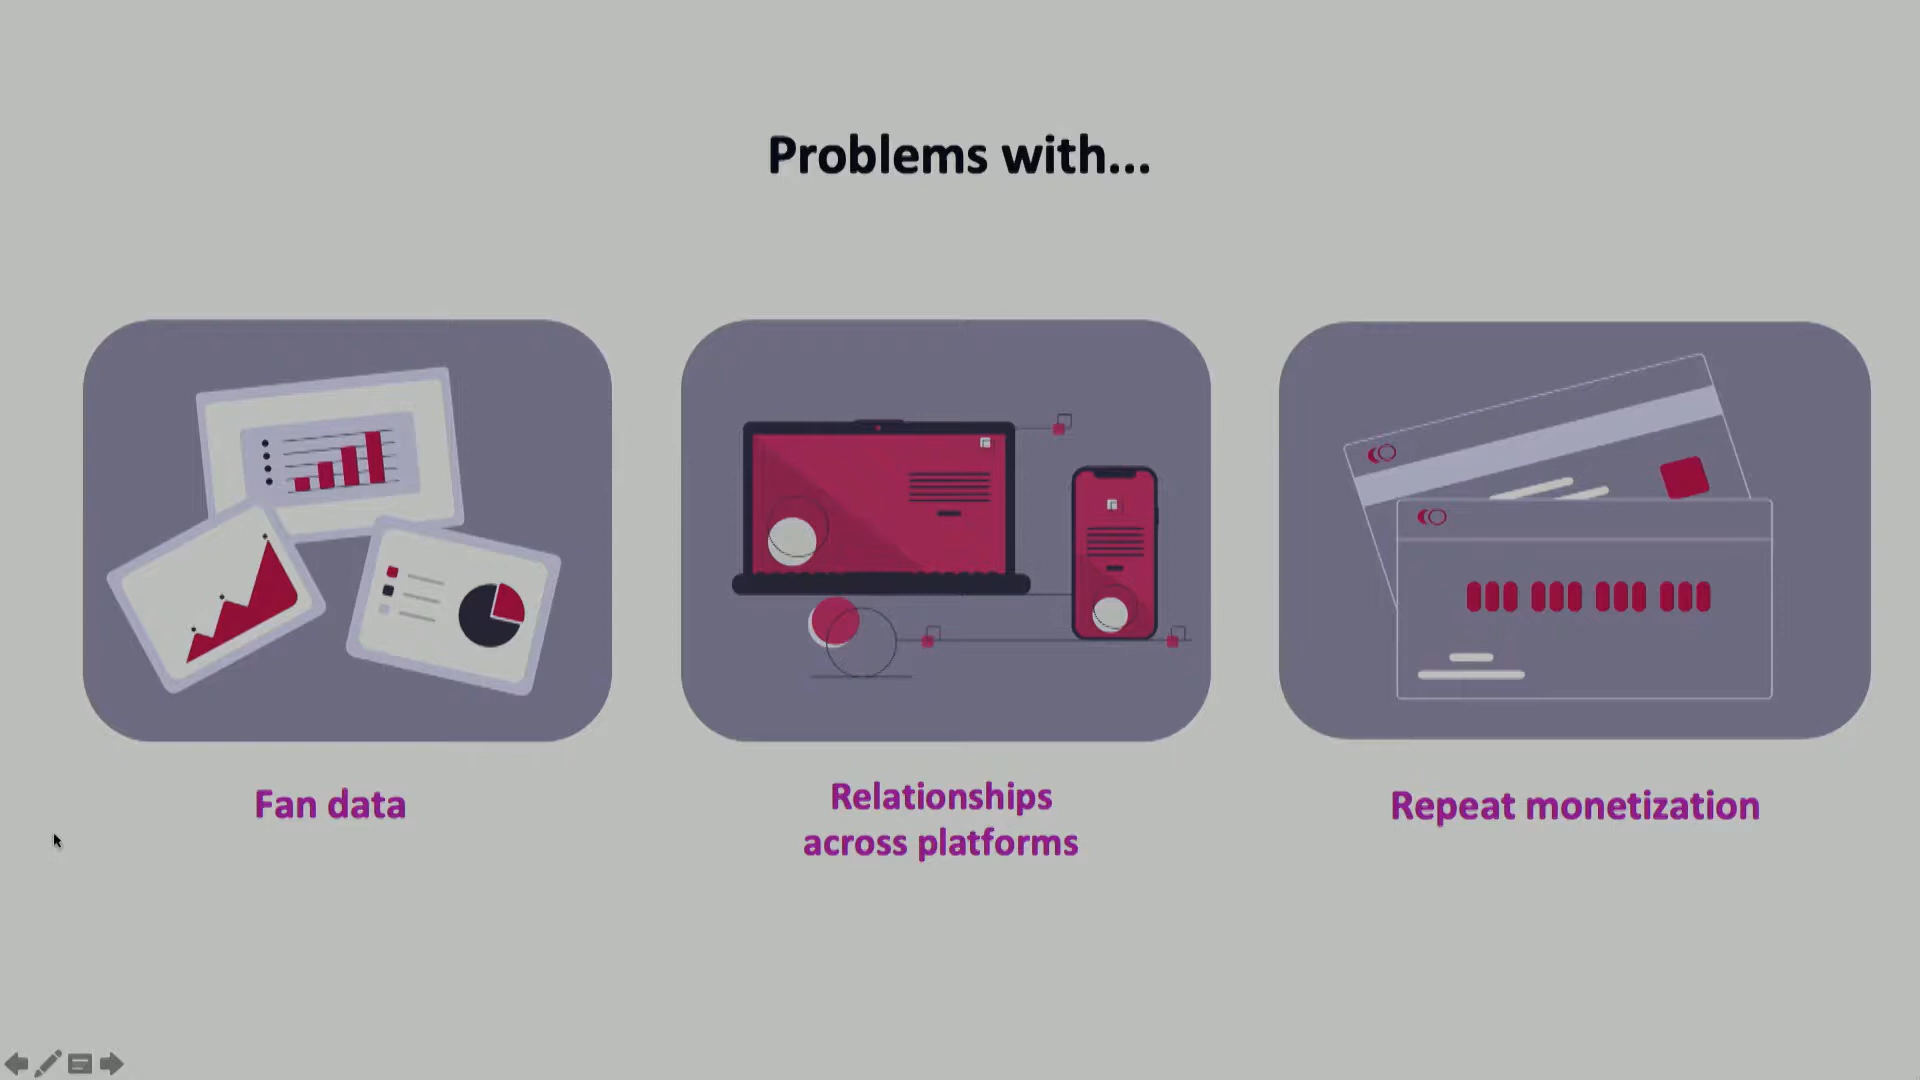 Problems with...
Fan data
Relationships
across platforms
Repeat monetization